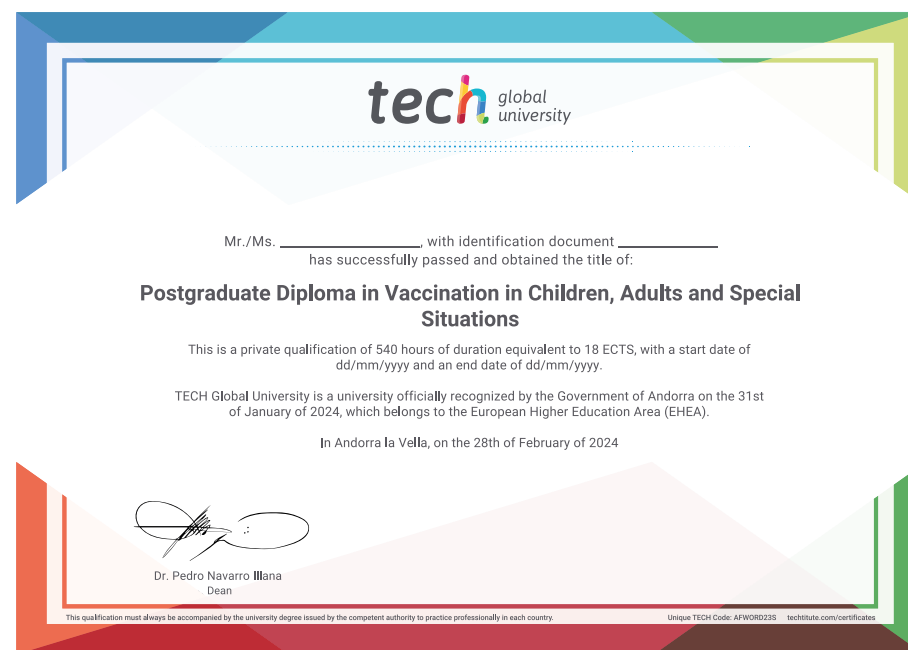 tech global
university
Mr./Ms. ____________________, with identification document ______________
has successfully passed and obtained the title of:
Postgraduate Diploma in Vaccination in Children, Adults and Special
Situations
This is a private qualification of 540 hours of duration equivalent to 18 ECTS, with a start date of
dd/mm/yyyy and an end date of dd/mm/yyyy.
TECH Global University is a university officially recognized by the Government of Andorra on the 31st
of January of 2024, which belongs to the European Higher Education Area (EHEA).
In Andorra la Vella, on the 28th of February of 2024
Dr. Pedro Navarro Illana
Dean
This qualification must always be accompanied by the university degree issued by the competent authority to practice professionally in each country. Unique TECH Code: AFWORD23S techtitute.com/certificates